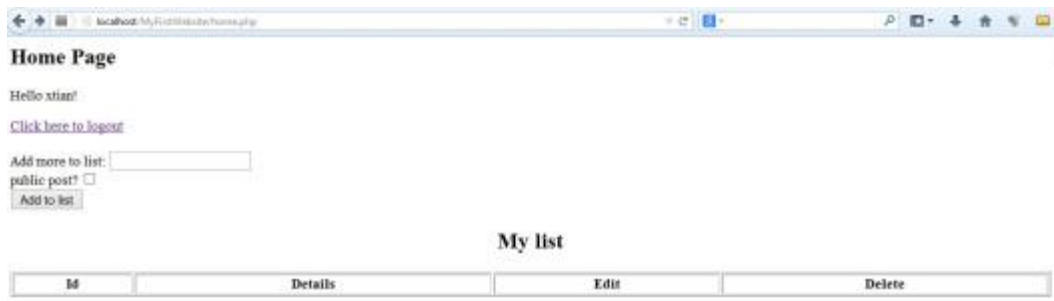 localhost/MyFirstWebsite/home.php
Home Page
Hello xtian!
Click here to logout
Add more to list:
public post?
Add to list
My list
Id Details Edit Delete